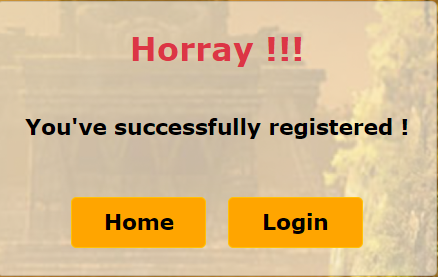 Horray !!!
You've successfully registered !
Home Login